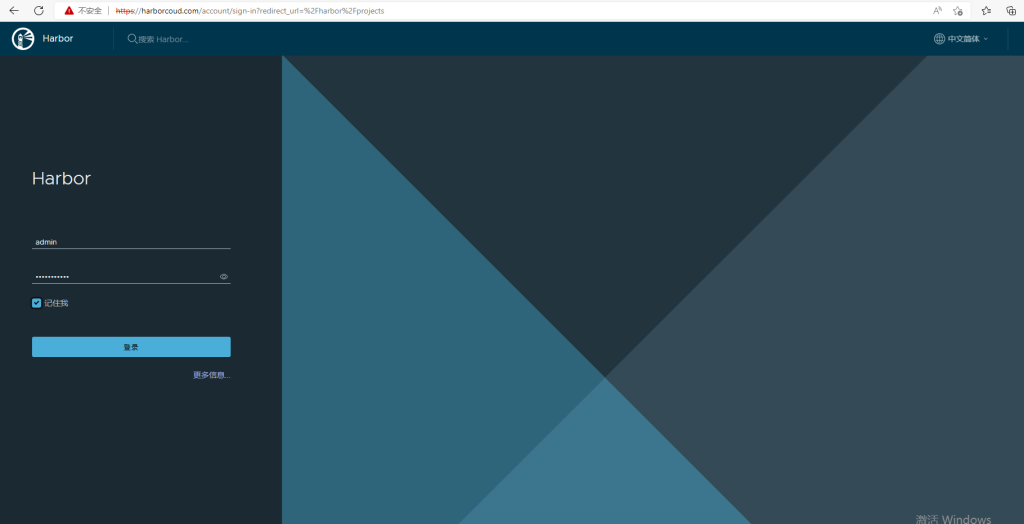 不安全 https://harborcoud.com/account/sign-in?redirect_url=%2Fharbor%2Fprojects
Harbor 搜索 Harbor... 中文简体
Harbor
admin
•••••••••••
记住我
登录
更多信息...
激活 Windows